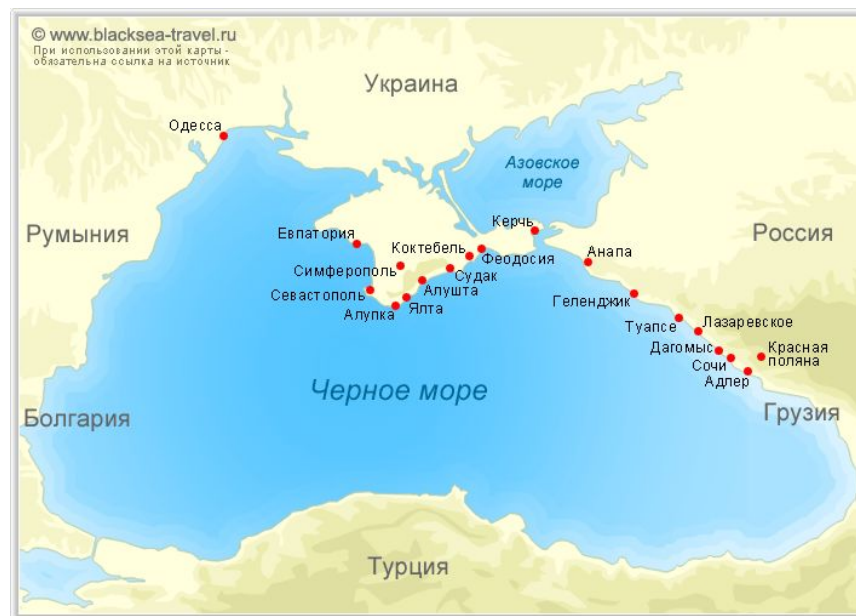 © www.blacksea-travel.ru
При использовании этой карты -
обязательна ссылка на источник
Украина
Одесса
Азовское
море
Румыния
Евпатория
Керчь
Россия
Коктебель
Феодосия
Анапа
Симферополь
Судак
Севастополь
Алушта
Геленджик
Алупка
Ялта
Туапсе
Лазаревское
Дагомыс
Красная
поляна
Сочи
Адлер
Черное море
Болгария
Грузия
Турция